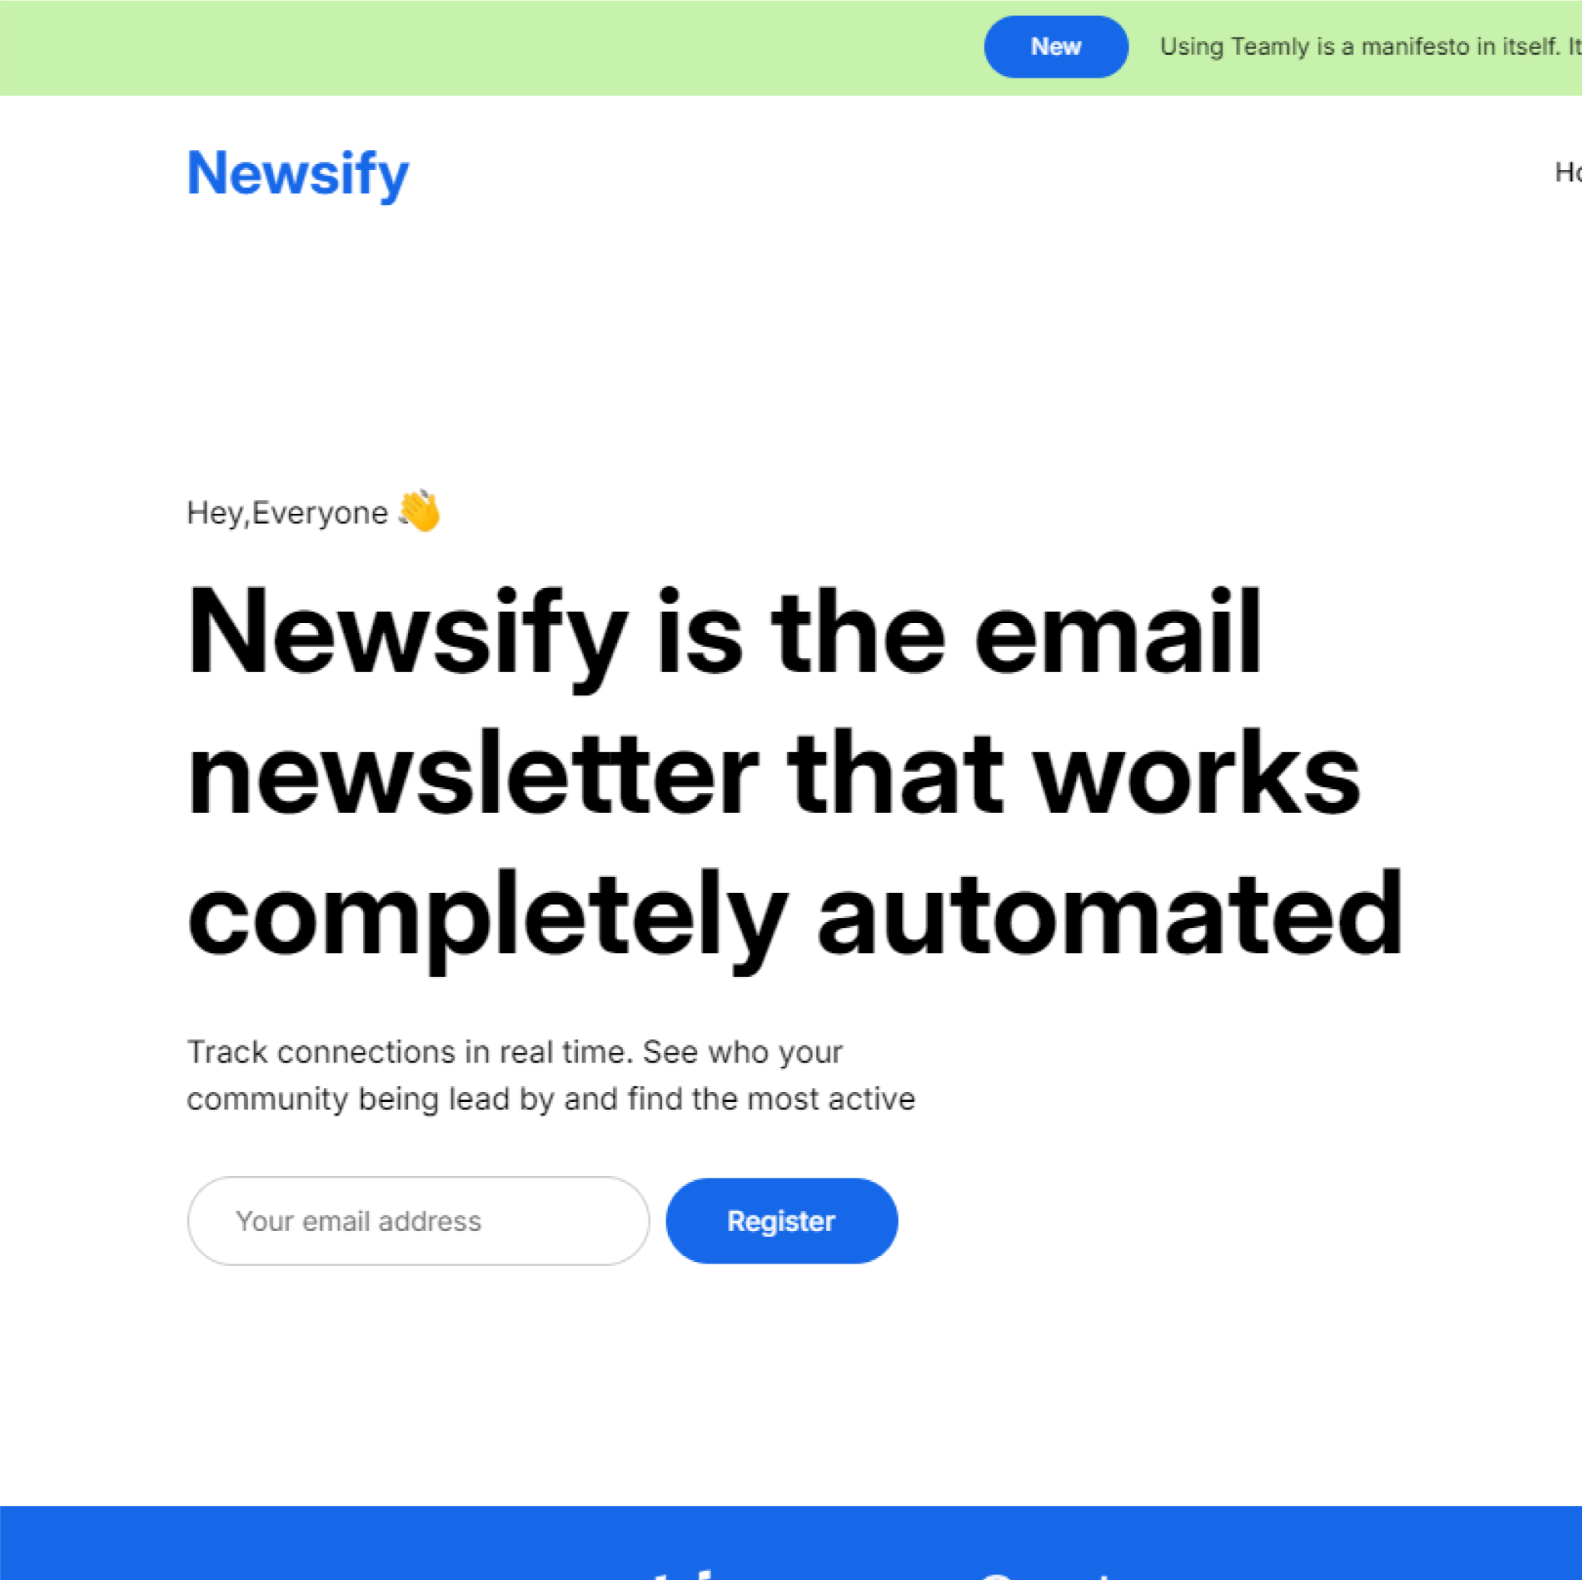 New Using Teamly is a manifesto in itself. It
Newsify
Hey,Everyone 👋
Newsify is the email
newsletter that works
completely automated
Track connections in real time. See who your
community being lead by and find the most active
Your email address Register